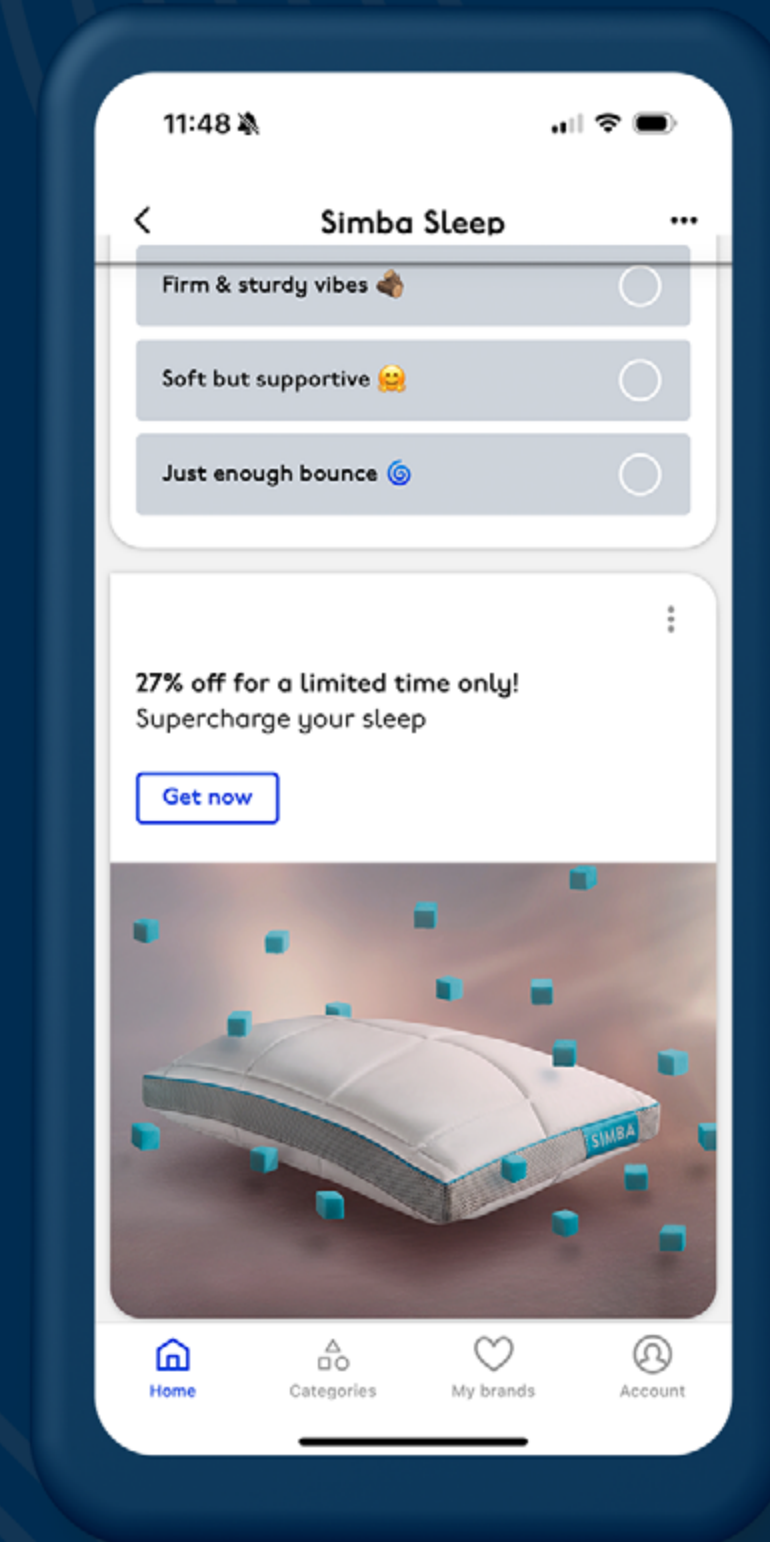 11:48
Simba Sleep
Firm & sturdy vibes 🪵
Soft but supportive 🤗
Just enough bounce 🌀
27% off for a limited time only!
Supercharge your sleep
Get now
SIMBA
Home
Categories
My brands
Account